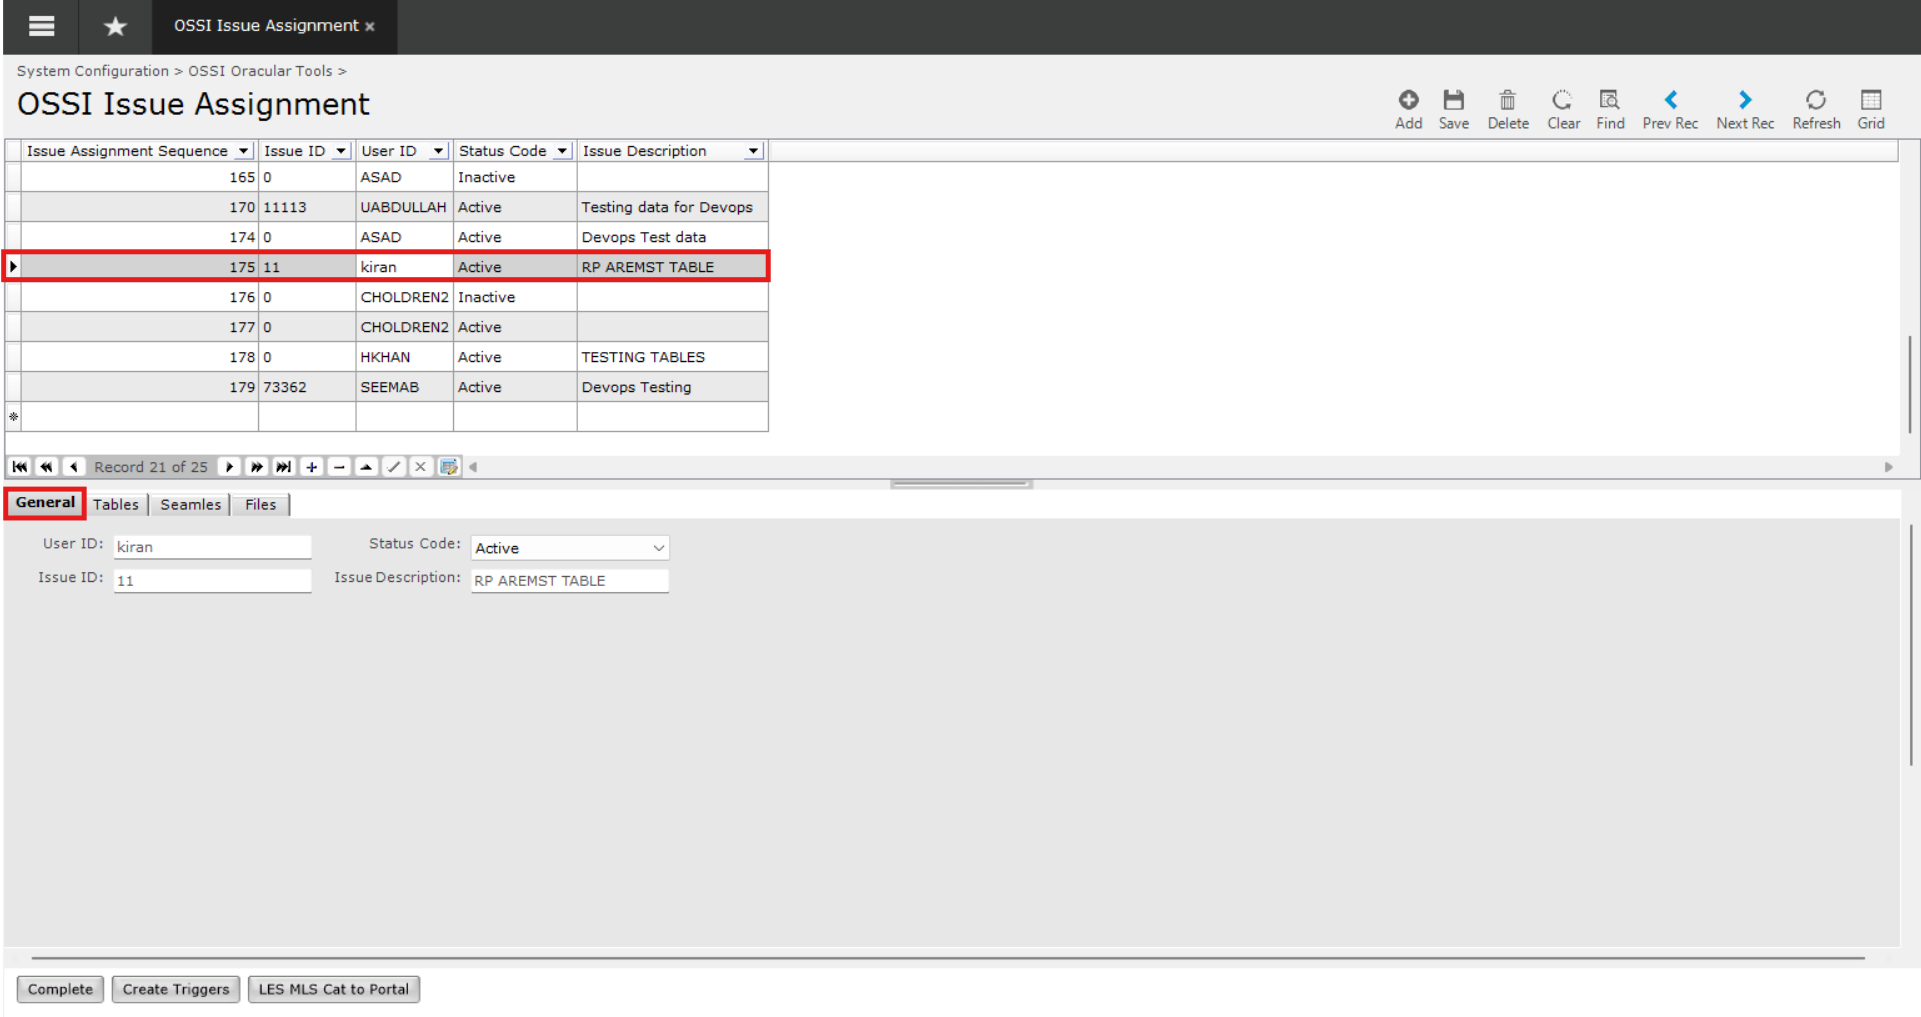 OSSI Issue Assignment ×
System Configuration > OSSI Oracular Tools >
OSSI Issue Assignment
Add Save Delete Clear Find Prev Rec Next Rec Refresh Grid
Issue Assignment Sequence Issue ID User ID Status Code Issue Description
165 0 ASAD Inactive
170 11113 UABDULLAH Active Testing data for Devops
174 0 ASAD Active Devops Test data
175 11 kiran Active RP AREMST TABLE
176 0 CHOLDREN2 Inactive
177 0 CHOLDREN2 Active
178 0 HKHAN Active TESTING TABLES
179 73362 SEEMAB Active Devops Testing
Record 21 of 25
General Tables Seamles Files
User ID: kiran Status Code: Active
Issue ID: 11 Issue Description: RP AREMST TABLE
Complete Create Triggers LES MLS Cat to Portal